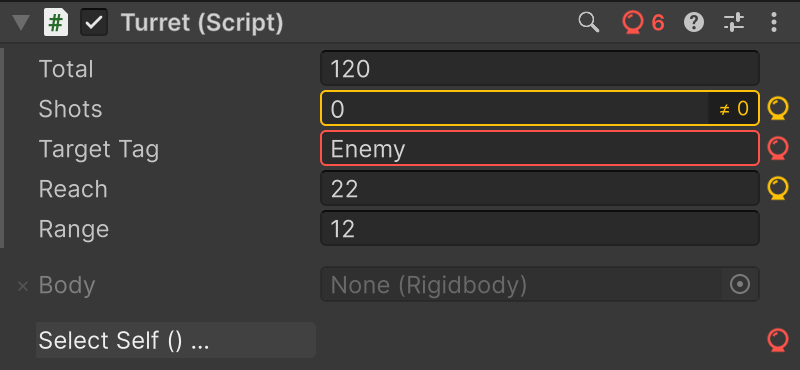 Turret (Script) 6
Total 120
Shots 0 ≠ 0
Target Tag Enemy
Reach 22
Range 12
Body None (Rigidbody)
Select Self () ...